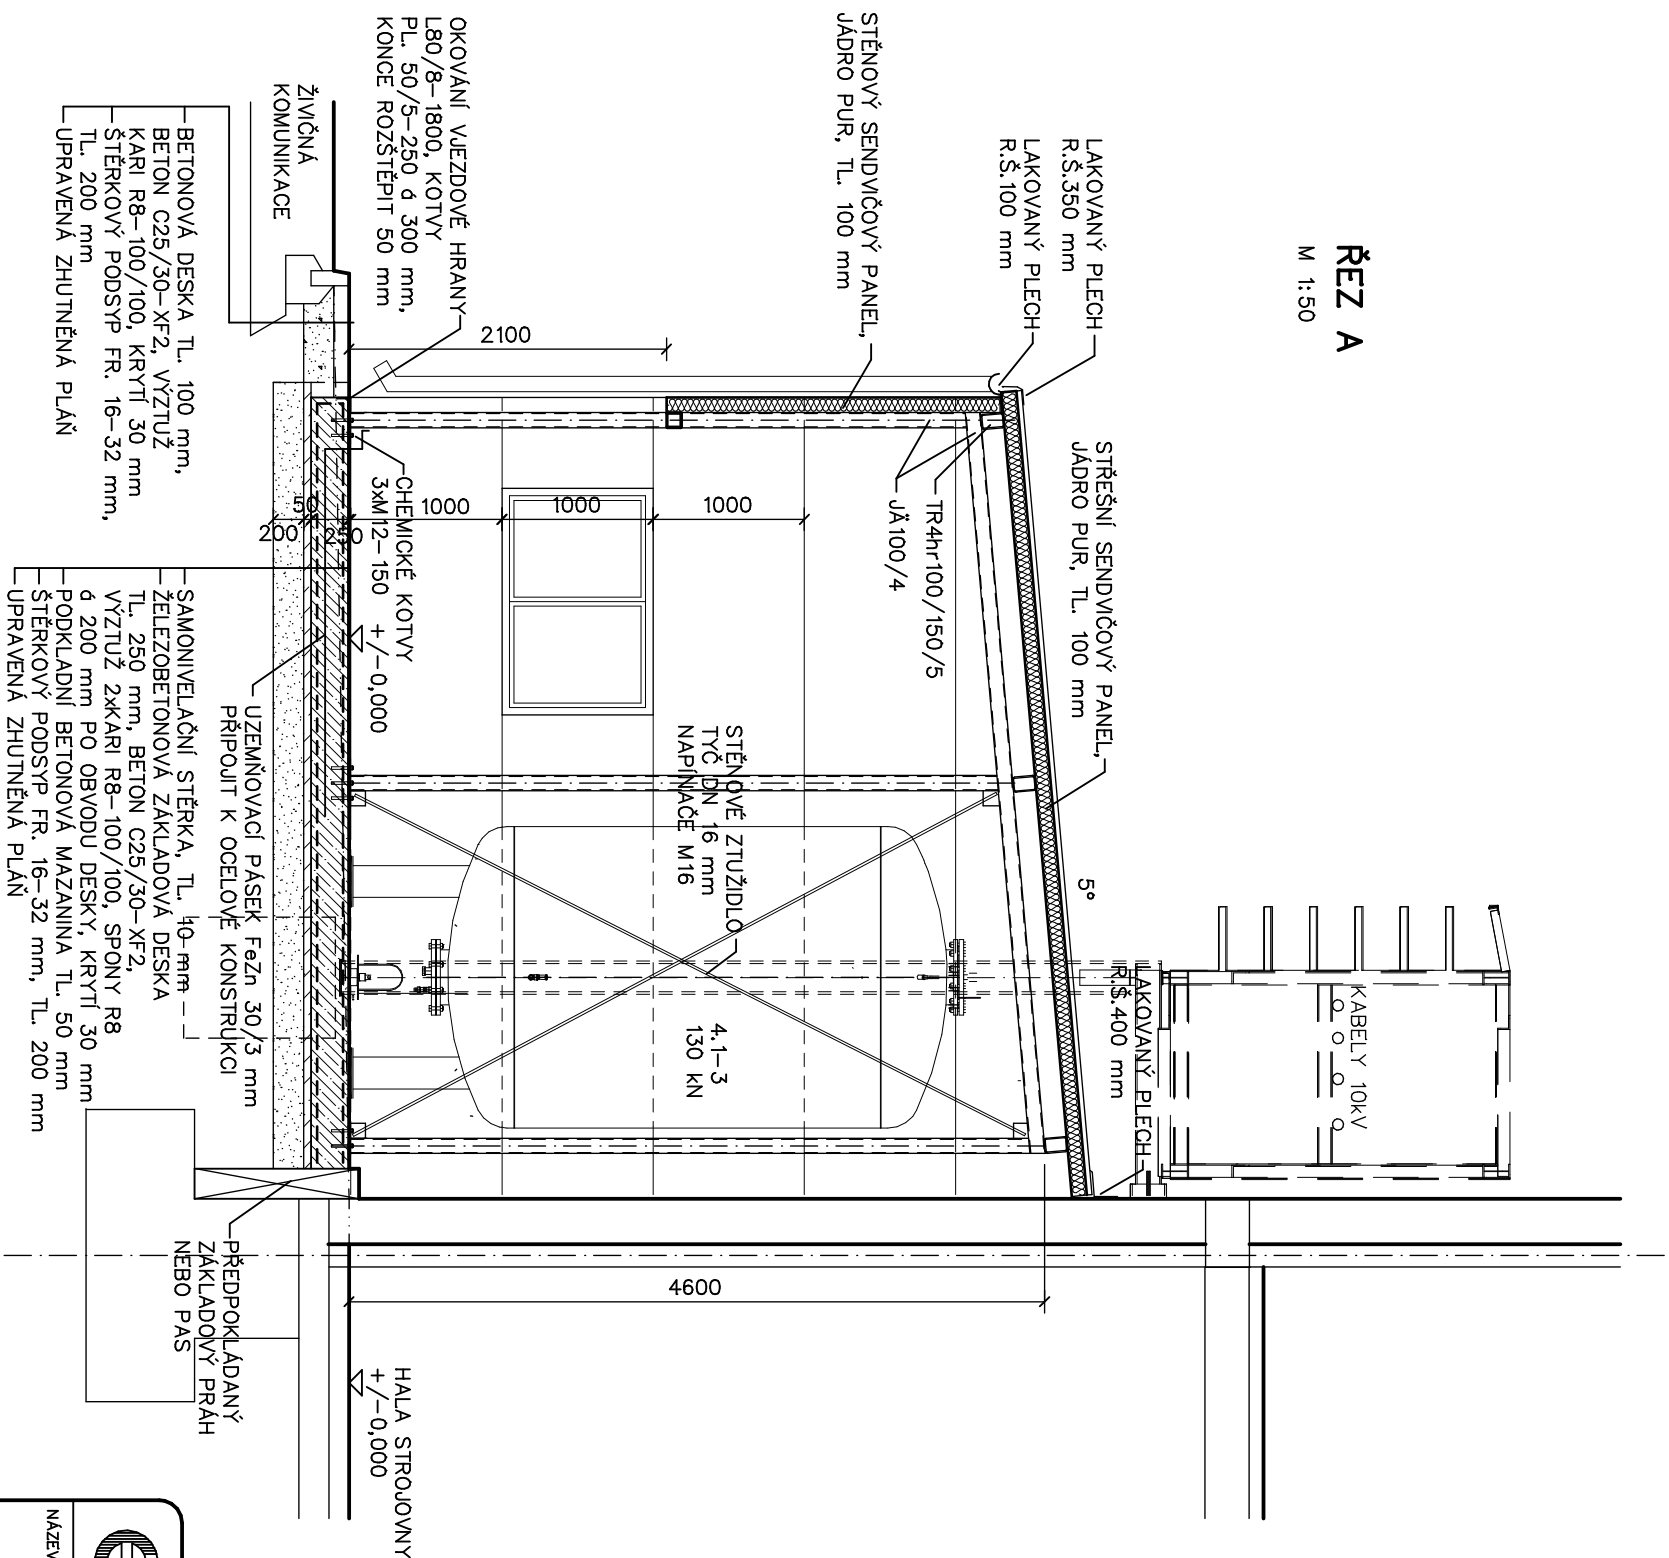 ŘEZ A
M 1:50
LAKOVANÝ PLECH
R.Š.350 mm
LAKOVANÝ PLECH
R.Š.100 mm
STĚNOVÝ SENDVIČOVÝ PANEL,
JÁDRO PUR, TL. 100 mm
OKOVÁNÍ VJEZDOVÉ HRANY
L80/8-1800, KOTVY
PL. 50/5-250 á 300 mm,
KONCE ROZŠTĚPIT 50 mm
ŽIVIČNÁ
KOMUNIKACE
BETONOVÁ DESKA TL. 100 mm,
BETON C25/30-XF2, VÝZTUŽ
KARI R8-100/100, KRYTÍ 30 mm
ŠTĚRKOVÝ PODSYP FR. 16-32 mm,
TL. 200 mm
UPRAVENÁ ZHUTNĚNÁ PLÁŇ
2100
STŘEŠNÍ SENDVIČOVÝ PANEL,
JÁDRO PUR, TL. 100 mm
TR4hr100/150/5
JÄ100/4
1000
1000
1000
50
200
250
CHEMICKÉ KOTVY
3xM12-150
+/-0,000
STĚNOVÉ ZTUŽIDLO
TYČ DN 16 mm
NAPÍNAČE M16
5°
4.1-3
130 kN
KABELY 10kV
LAKOVANÝ PLECH
R.Š.400 mm
UZEMŇOVACÍ PÁSEK FeZn 30/3 mm
PŘIPOJIT K OCELOVÉ KONSTRUKCI
SAMONIVELAČNÍ STĚRKA, TL. 10 mm
ŽELEZOBETONOVÁ ZÁKLADOVÁ DESKA
TL. 250 mm, BETON C25/30-XF2,
VÝZTUŽ 2xKARI R8-100/100, SPONY R8
á 200 mm PO OBVODU DESKY, KRYTÍ 30 mm
PODKLADNÍ BETONOVÁ MAZANINA TL. 50 mm
ŠTĚRKOVÝ PODSYP FR. 16-32 mm, TL. 200 mm
UPRAVENÁ ZHUTNĚNÁ PLÁŇ
PŘEDPOKLÁDANÝ
ZÁKLADOVÝ PRÁH
NEBO PAS
4600
HALA STROJOVNY
+/-0,000
NÁZEV